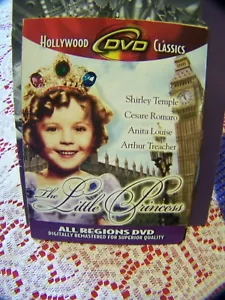 HOLLYWOOD DVD CLASSICS
Shirley Temple
Cesare Romaro
Anita Louise
Arthur Treacher
The Little Princess
ALL REGIONS DVD
DIGITALLY REMASTERED FOR SUPERIOR QUALITY